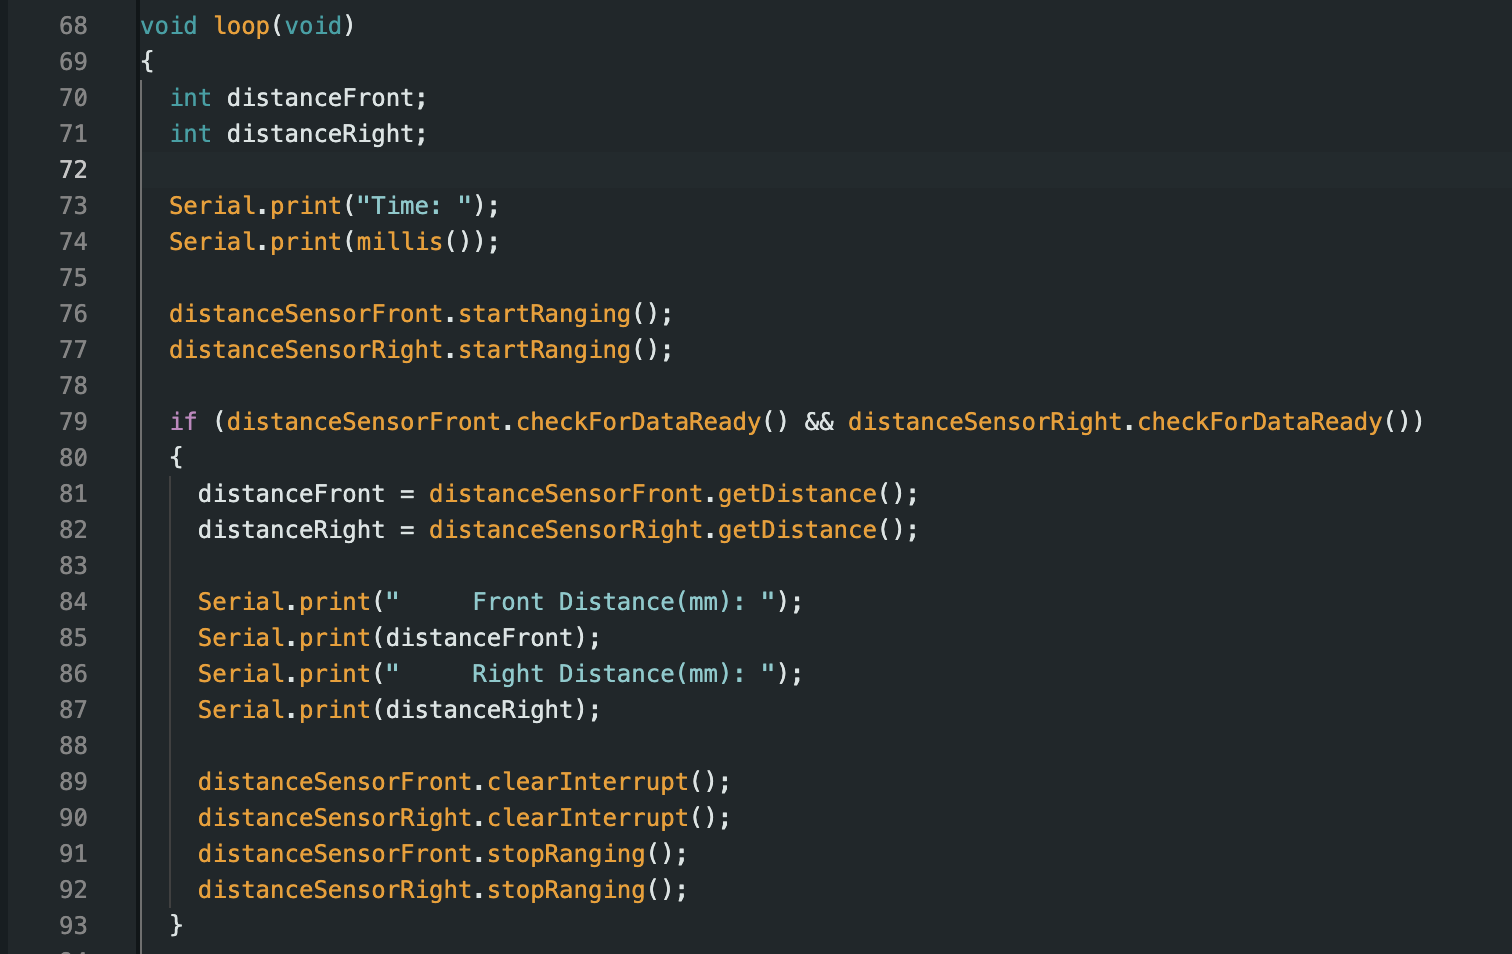 68 void loop(void)
69 {
70   int distanceFront;
71   int distanceRight;
72
73   Serial.print("Time: ");
74   Serial.print(millis());
75
76   distanceSensorFront.startRanging();
77   distanceSensorRight.startRanging();
78
79   if (distanceSensorFront.checkForDataReady() && distanceSensorRight.checkForDataReady())
80   {
81     distanceFront = distanceSensorFront.getDistance();
82     distanceRight = distanceSensorRight.getDistance();
83
84     Serial.print("     Front Distance(mm): ");
85     Serial.print(distanceFront);
86     Serial.print("     Right Distance(mm): ");
87     Serial.print(distanceRight);
88
89     distanceSensorFront.clearInterrupt();
90     distanceSensorRight.clearInterrupt();
91     distanceSensorFront.stopRanging();
92     distanceSensorRight.stopRanging();
93   }